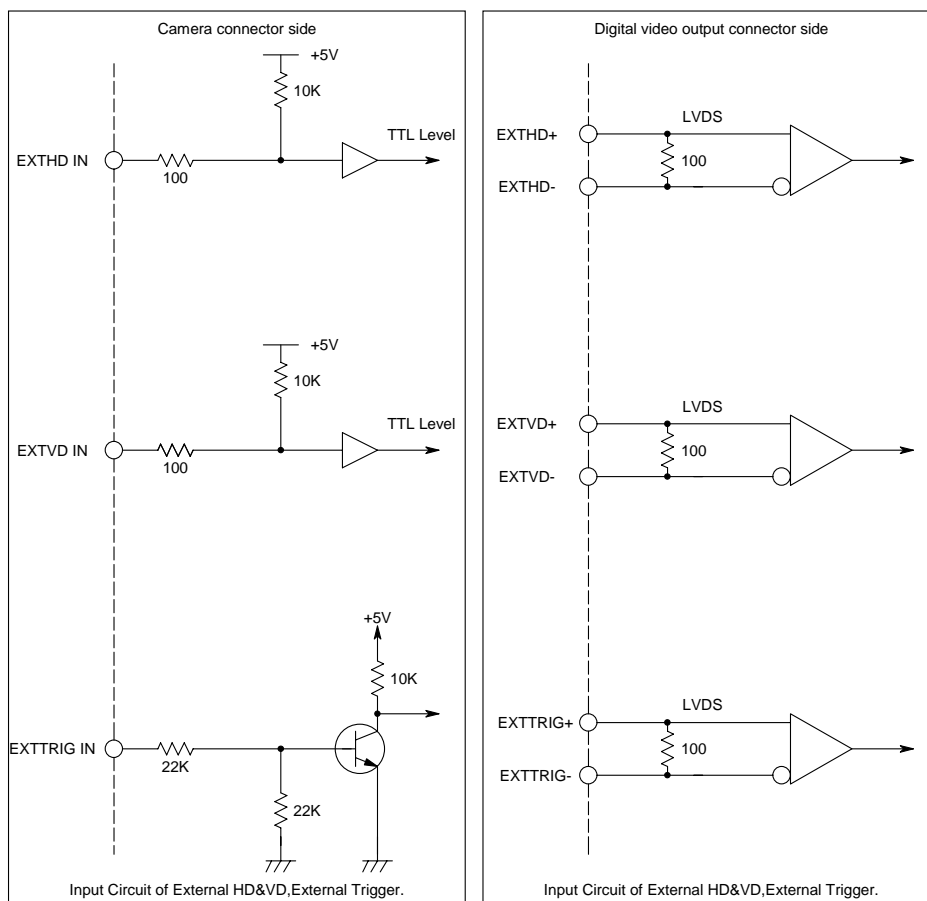 Camera connector side
+5V
10K
TTL Level
EXTHD IN
100
+5V
10K
TTL Level
EXTVD IN
100
+5V
10K
EXTTRIG IN
22K
22K
Input Circuit of External HD&VD,External Trigger.
Digital video output connector side
LVDS
EXTHD+
100
EXTHD-
LVDS
EXTVD+
100
EXTVD-
LVDS
EXTTRIG+
100
EXTTRIG-
Input Circuit of External HD&VD,External Trigger.